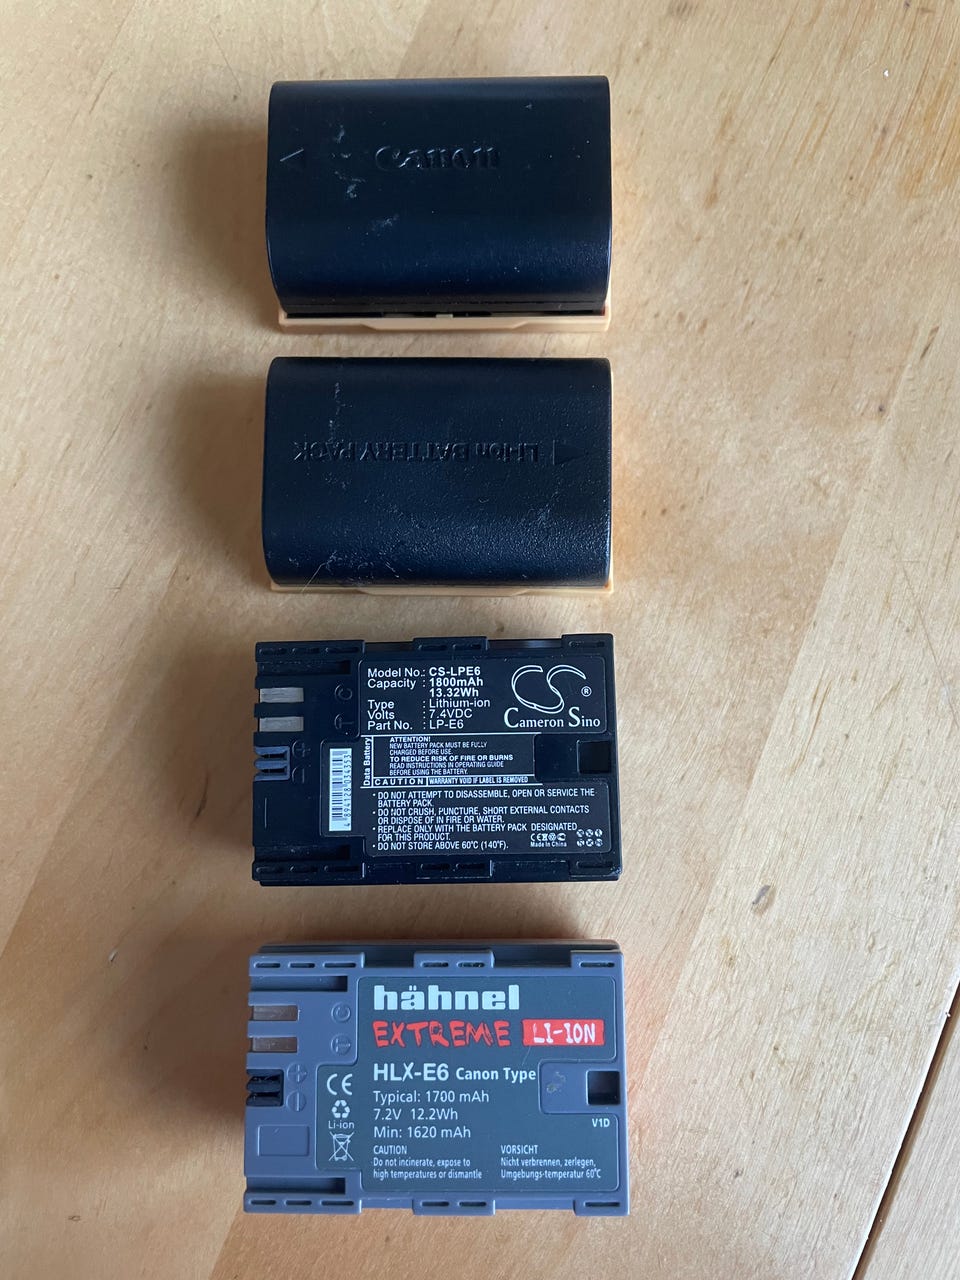 Canon
LI-ion BATTERY PACK
Model No.: CS-LPE6
Capacity : 1800mAh
13.32Wh
Type : Lithium-ion
Volts : 7.4VDC
Part No. : LP-E6
CS ®
Cameron Sino
Data Battery
ATTENTION!
NEW BATTERY PACK MUST BE FULLY
CHARGED BEFORE USE.
TO REDUCE RISK OF FIRE OR BURNS
READ INSTRUCTIONS IN OPERATING GUIDE
BEFORE USING THE BATTERY.
CAUTION WARRANTY VOID IF LABEL IS REMOVED
• DO NOT ATTEMPT TO DISASSEMBLE, OPEN OR SERVICE THE
BATTERY PACK.
• DO NOT CRUSH, PUNCTURE, SHORT EXTERNAL CONTACTS
OR DISPOSE OF IN FIRE OR WATER.
• REPLACE ONLY WITH THE BATTERY PACK DESIGNATED
FOR THIS PRODUCT.
• DO NOT STORE ABOVE 60°C (140°F).
CE
Made in China
4 894128 034353
C
T
+
−
hähnel
EXTREME LI-ION
HLX-E6 Canon Type
Typical: 1700 mAh
7.2V 12.2Wh
Min: 1620 mAh
V1D
CE
Li-ion
CAUTION
Do not incinerate, expose to
high temperatures or dismantle
VORSICHT
Nicht verbrennen, zerlegen,
Umgebungs-temperatur 60°C
C
T
+
−